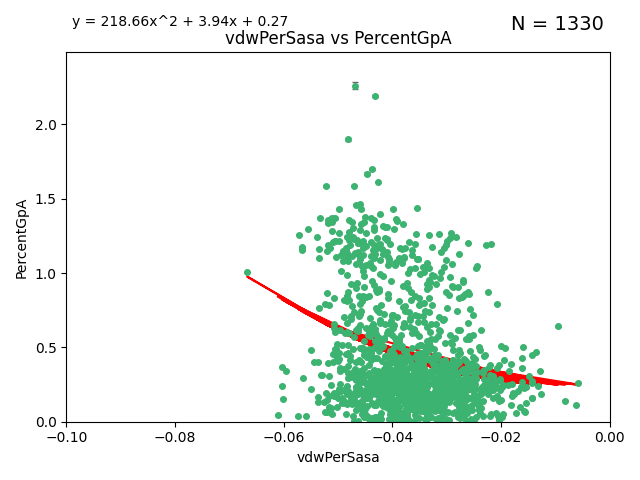 y = 218.66x^2 + 3.94x + 0.27
N = 1330
vdwPerSasa vs PercentGpA
PercentGpA
2.0
1.5
1.0
0.5
0.0
−0.10
−0.08
−0.06
−0.04
−0.02
0.00
vdwPerSasa